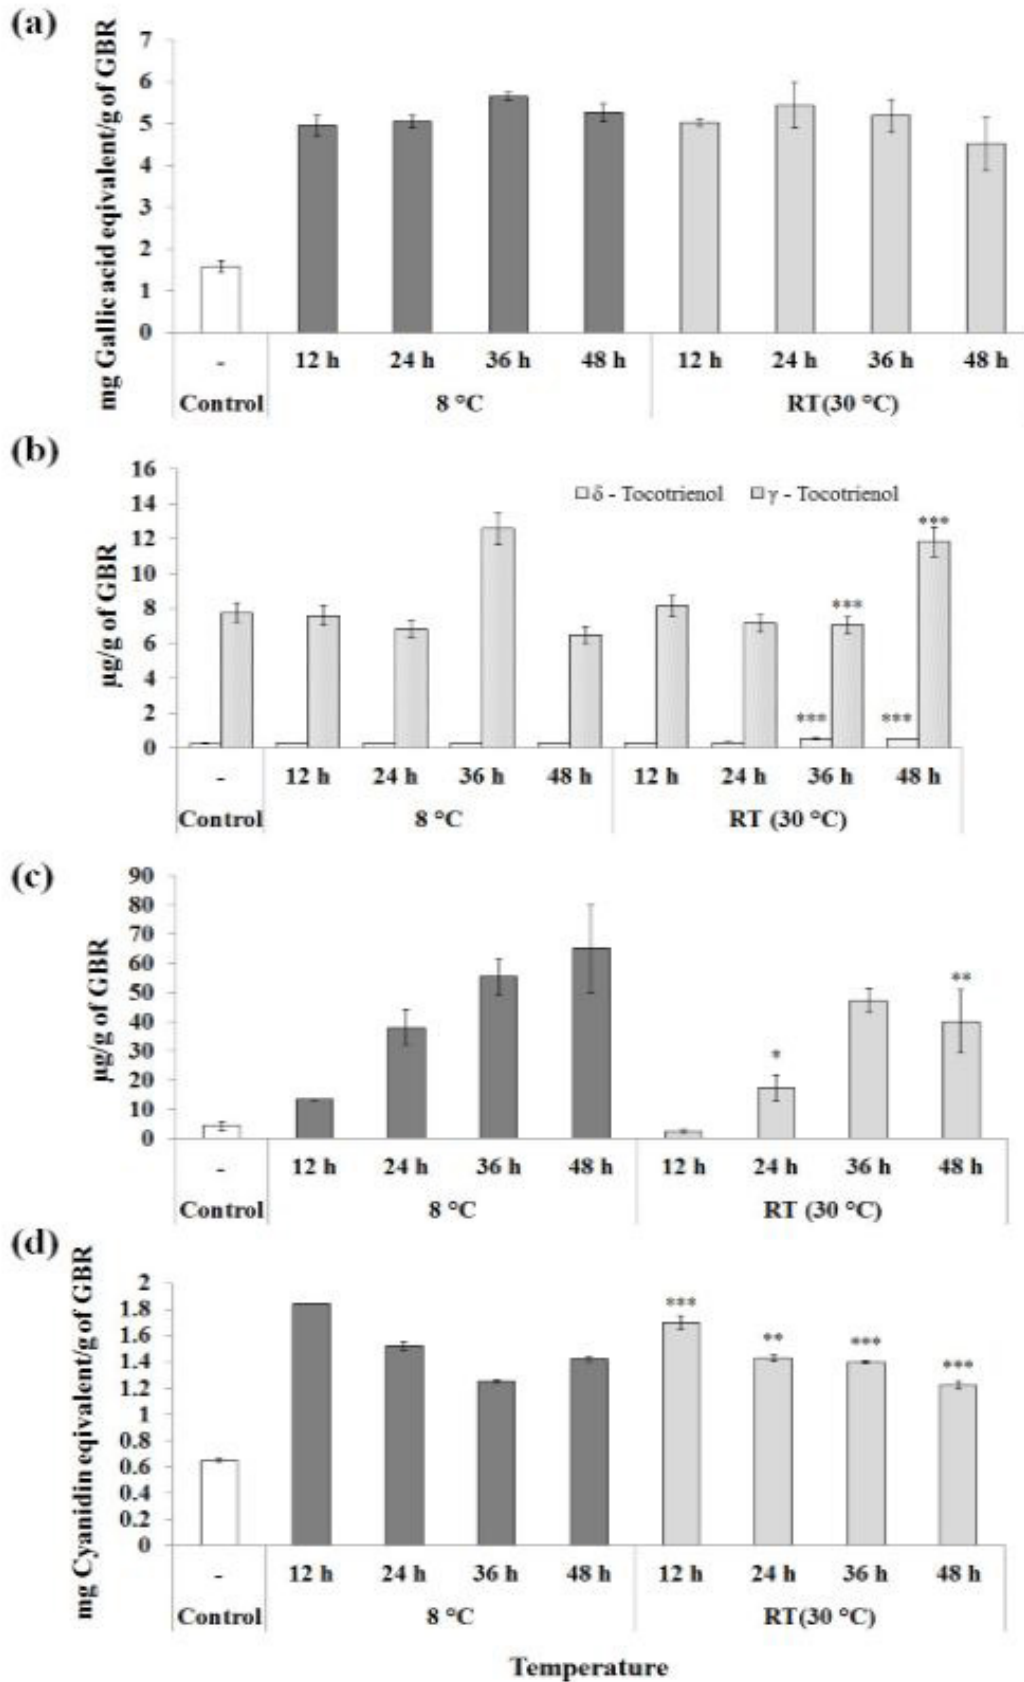 (a)
mg Gallic acid eqivalent/g of GBR
7
6
5
4
3
2
1
0
- 12 h 24 h 36 h 48 h 12 h 24 h 36 h 48 h
Control 8 °C RT(30 °C)
(b)
µg/g of GBR
16
14
12
10
8
6
4
2
0
δ - Tocotrienol γ - Tocotrienol
***
***
*** ***
- 12 h 24 h 36 h 48 h 12 h 24 h 36 h 48 h
Control 8 °C RT (30 °C)
(c)
µg/g of GBR
90
80
70
60
50
40
30
20
10
0
**
*
- 12 h 24 h 36 h 48 h 12 h 24 h 36 h 48 h
Control 8 °C RT (30 °C)
(d)
mg Cyanidin eqivalent/g of GBR
2
1.8
1.6
1.4
1.2
1
0.8
0.6
0.4
0.2
0
*** ** *** ***
- 12 h 24 h 36 h 48 h 12 h 24 h 36 h 48 h
Control 8 °C RT(30 °C)
Temperature